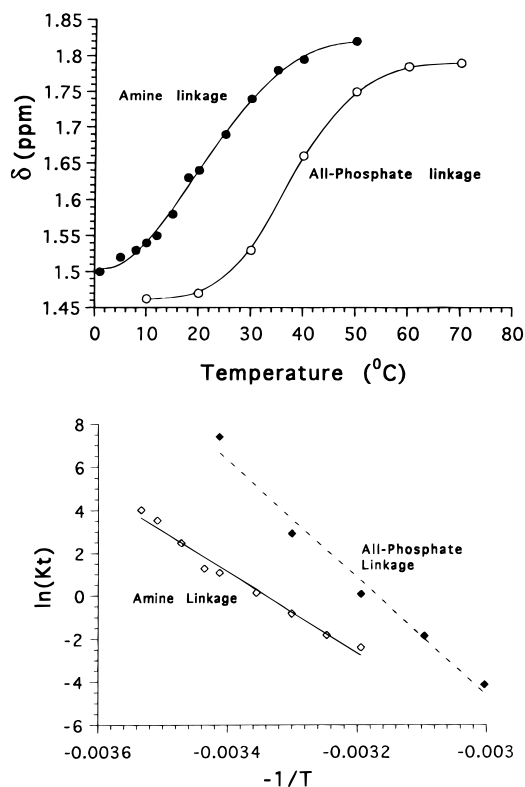 1.85
1.8
1.75
1.7
1.65
1.6
1.55
1.5
1.45
δ (ppm)
Amine linkage
All-Phosphate linkage
0 10 20 30 40 50 60 70 80
Temperature (⁰C)
8
6
4
2
0
-2
-4
-6
ln(Kt)
All-Phosphate
Linkage
Amine Linkage
-0.0036 -0.0034 -0.0032 -0.003
-1/T